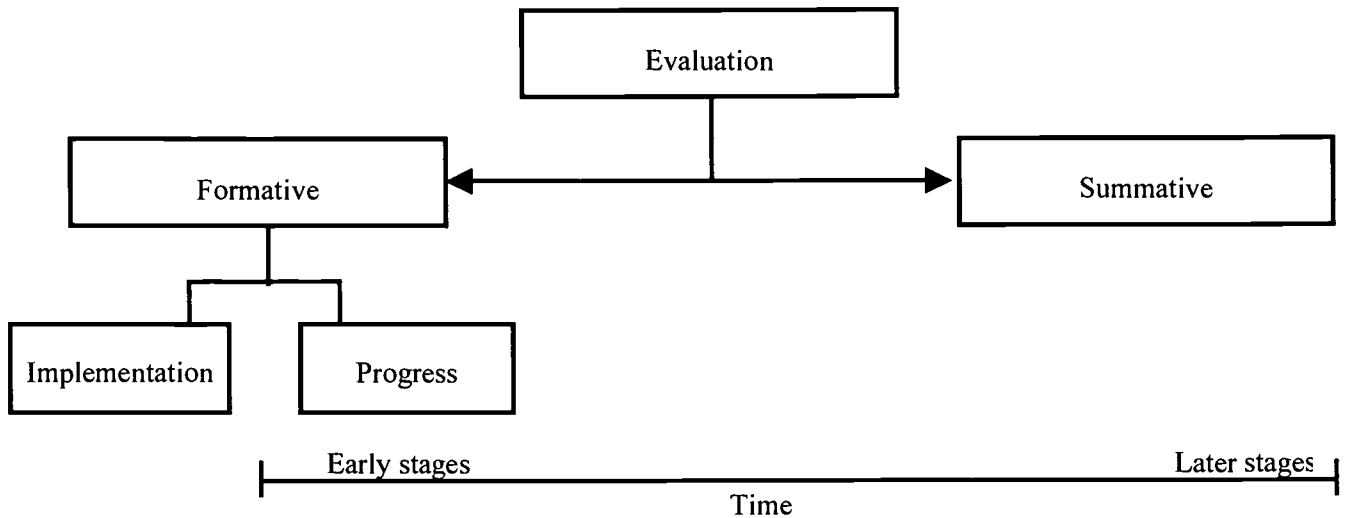 Evaluation
Formative
Summative
Implementation
Progress
Early stages
Later stages
Time